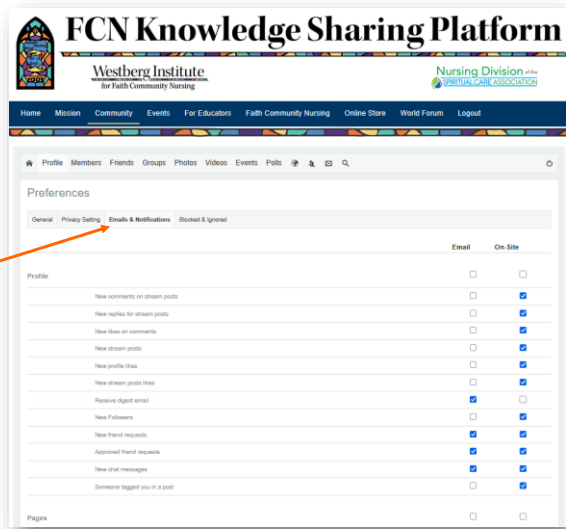 FCN Knowledge Sharing Platform
Westberg Institute
for Faith Community Nursing
Nursing Division of the
SPIRITUAL CARE ASSOCIATION
Home Mission Community Events For Educators Faith Community Nursing Online Store World Forum Logout
Profile Members Friends Groups Photos Videos Events Polls
Preferences
General Privacy Setting Emails & Notifications Blocked & Ignored
Email On-Site
Profile
New comments on stream posts
New replies for stream posts
New likes on comments
New stream posts
New profile likes
New stream posts likes
Receive digest email
New Followers
New friend requests
Approved friend requests
New chat messages
Someone tagged you in a post
Pages